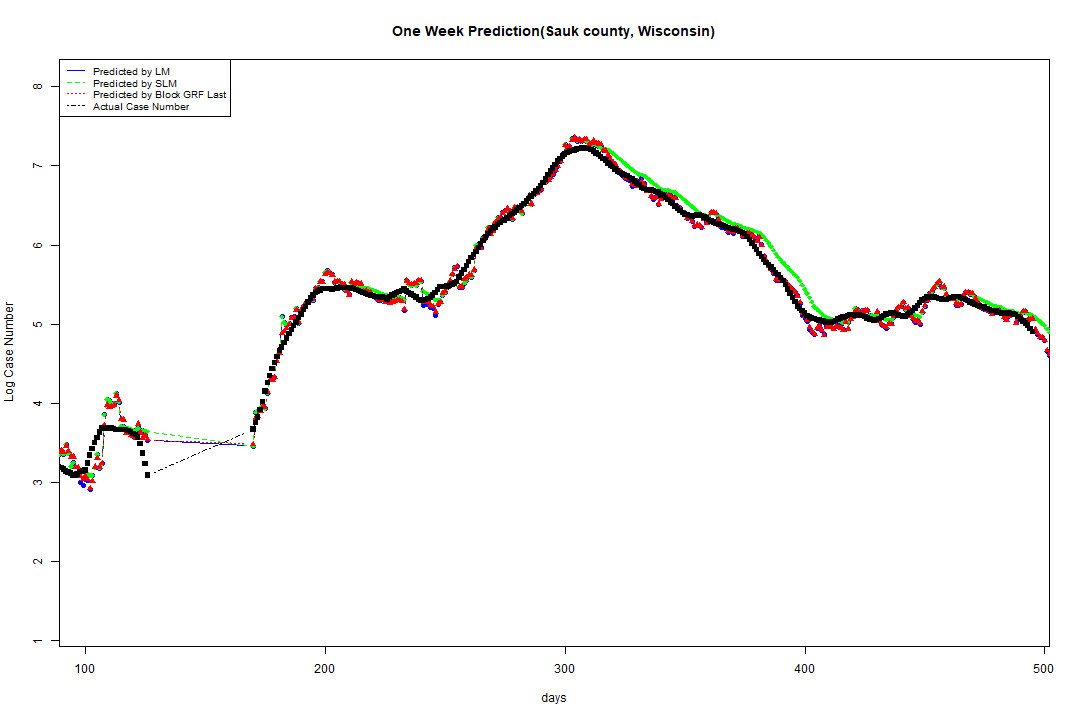 One Week Prediction(Sauk county, Wisconsin)
Predicted by LM
Predicted by SLM
Predicted by Block GRF Last
Actual Case Number
Log Case Number
8
7
6
5
4
3
2
1
100 200 300 400 500
days